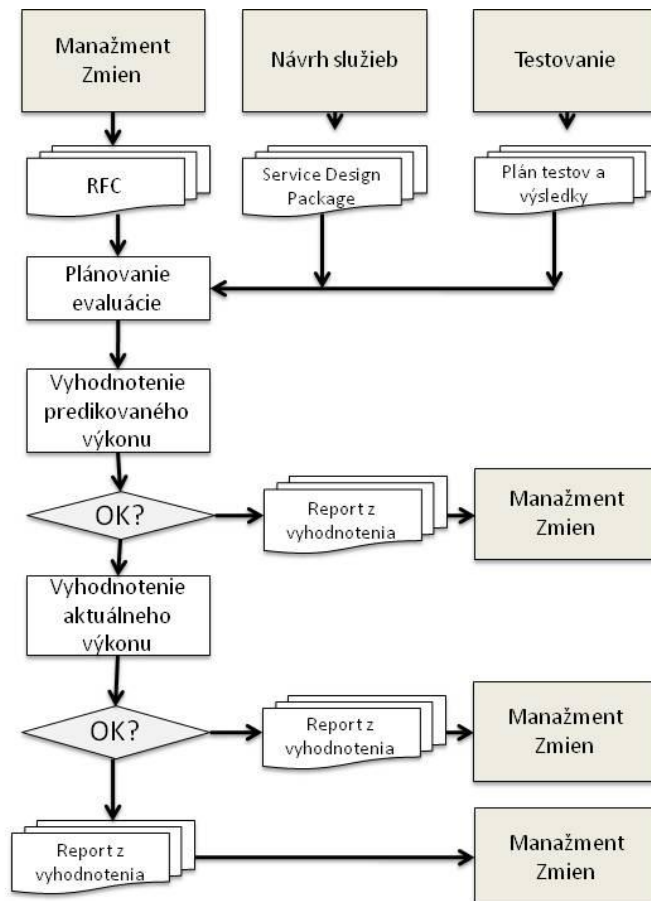 Manažment
Zmien
Návrh služieb
Testovanie
RFC
Service Design
Package
Plán testov a
výsledky
Plánovanie
evaluácie
Vyhodnotenie
predikovaného
výkonu
OK?
Report z
vyhodnotenia
Manažment
Zmien
Vyhodnotenie
aktuálneho
výkonu
OK?
Report z
vyhodnotenia
Manažment
Zmien
Report z
vyhodnotenia
Manažment
Zmien